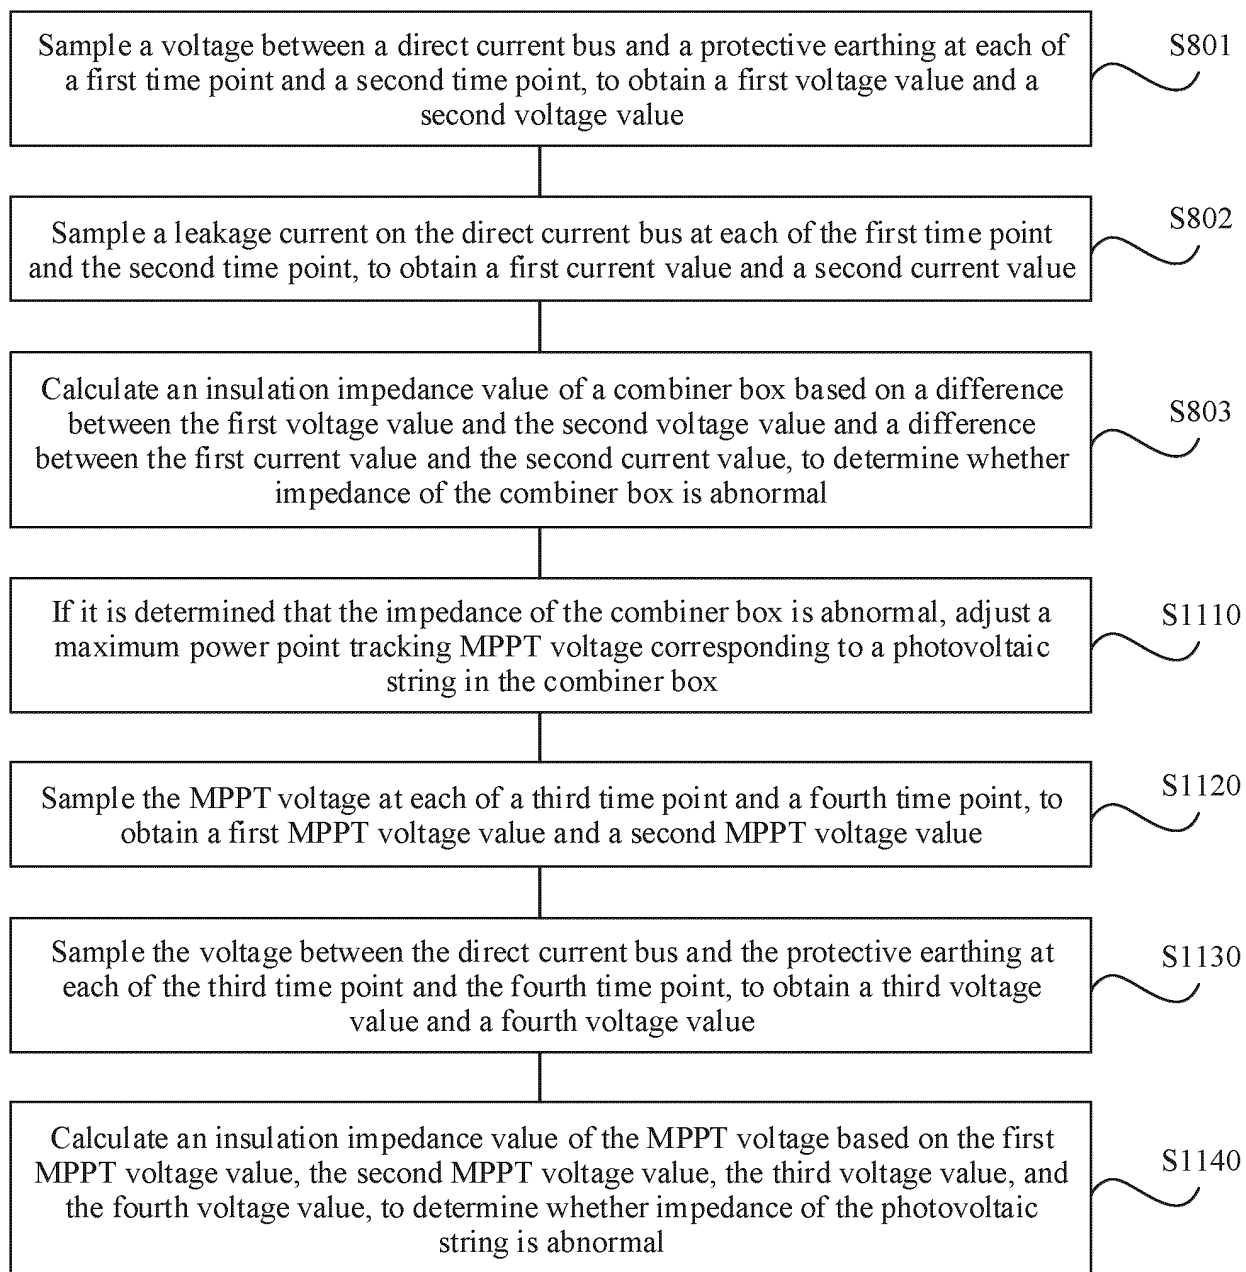 Sample a voltage between a direct current bus and a protective earthing at each of
a first time point and a second time point, to obtain a first voltage value and a
second voltage value
S801
Sample a leakage current on the direct current bus at each of the first time point
and the second time point, to obtain a first current value and a second current value
S802
Calculate an insulation impedance value of a combiner box based on a difference
between the first voltage value and the second voltage value and a difference
between the first current value and the second current value, to determine whether
impedance of the combiner box is abnormal
S803
If it is determined that the impedance of the combiner box is abnormal, adjust a
maximum power point tracking MPPT voltage corresponding to a photovoltaic
string in the combiner box
S1110
Sample the MPPT voltage at each of a third time point and a fourth time point, to
obtain a first MPPT voltage value and a second MPPT voltage value
S1120
Sample the voltage between the direct current bus and the protective earthing at
each of the third time point and the fourth time point, to obtain a third voltage
value and a fourth voltage value
S1130
Calculate an insulation impedance value of the MPPT voltage based on the first
MPPT voltage value, the second MPPT voltage value, the third voltage value, and
the fourth voltage value, to determine whether impedance of the photovoltaic
string is abnormal
S1140